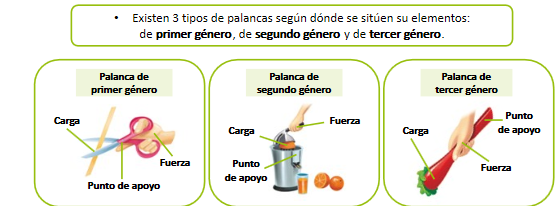 • Existen 3 tipos de palancas según dónde se sitúen su elementos:
de primer género, de segundo género y de tercer género.
Palanca de
primer género
Carga
Fuerza
Punto de apoyo
Palanca de
segundo género
Fuerza
Carga
Punto
de apoyo
Palanca de
tercer género
Punto
de apoyo
Carga
Fuerza